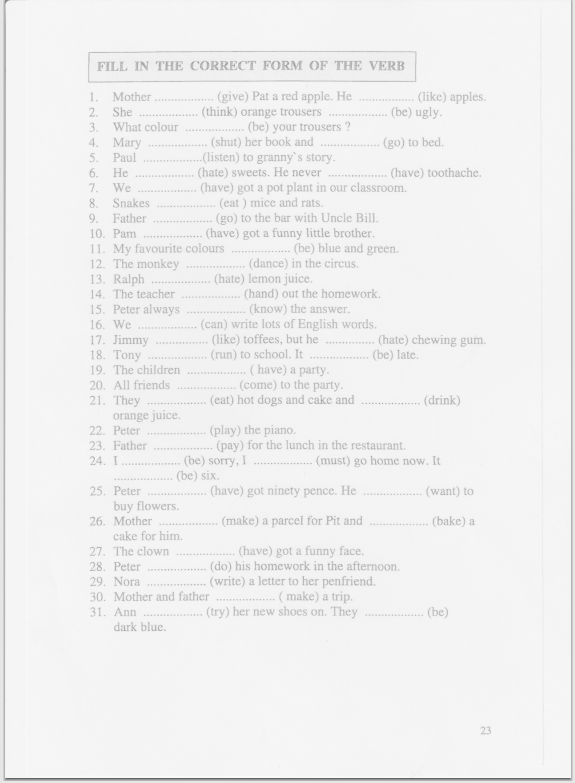 FILL IN THE CORRECT FORM OF THE VERB
1. Mother .................. (give) Pat a red apple. He ................. (like) apples.
2. She .................. (think) orange trousers .................. (be) ugly.
3. What colour .................. (be) your trousers ?
4. Mary .................. (shut) her book and .................. (go) to bed.
5. Paul ..................(listen) to granny`s story.
6. He .................. (hate) sweets. He never .................. (have) toothache.
7. We .................. (have) got a pot plant in our classroom.
8. Snakes .................. (eat ) mice and rats.
9. Father .................. (go) to the bar with Uncle Bill.
10. Pam .................. (have) got a funny little brother.
11. My favourite colours .................. (be) blue and green.
12. The monkey .................. (dance) in the circus.
13. Ralph .................. (hate) lemon juice.
14. The teacher .................. (hand) out the homework.
15. Peter always .................. (know) the answer.
16. We .................. (can) write lots of English words.
17. Jimmy .................. (like) toffees, but he ............... (hate) chewing gum.
18. Tony .................. (run) to school. It .................. (be) late.
19. The children .................. ( have) a party.
20. All friends .................. (come) to the party.
21. They .................. (eat) hot dogs and cake and .................. (drink)
orange juice.
22. Peter .................. (play) the piano.
23. Father .................. (pay) for the lunch in the restaurant.
24. I .................. (be) sorry, I .................. (must) go home now. It
.................. (be) six.
25. Peter .................. (have) got ninety pence. He .................. (want) to
buy flowers.
26. Mother .................. (make) a parcel for Pit and .................. (bake) a
cake for him.
27. The clown .................. (have) got a funny face.
28. Peter .................. (do) his homework in the afternoon.
29. Nora .................. (write) a letter to her penfriend.
30. Mother and father .................. ( make) a trip.
31. Ann .................. (try) her new shoes on. They .................. (be)
dark blue.
23